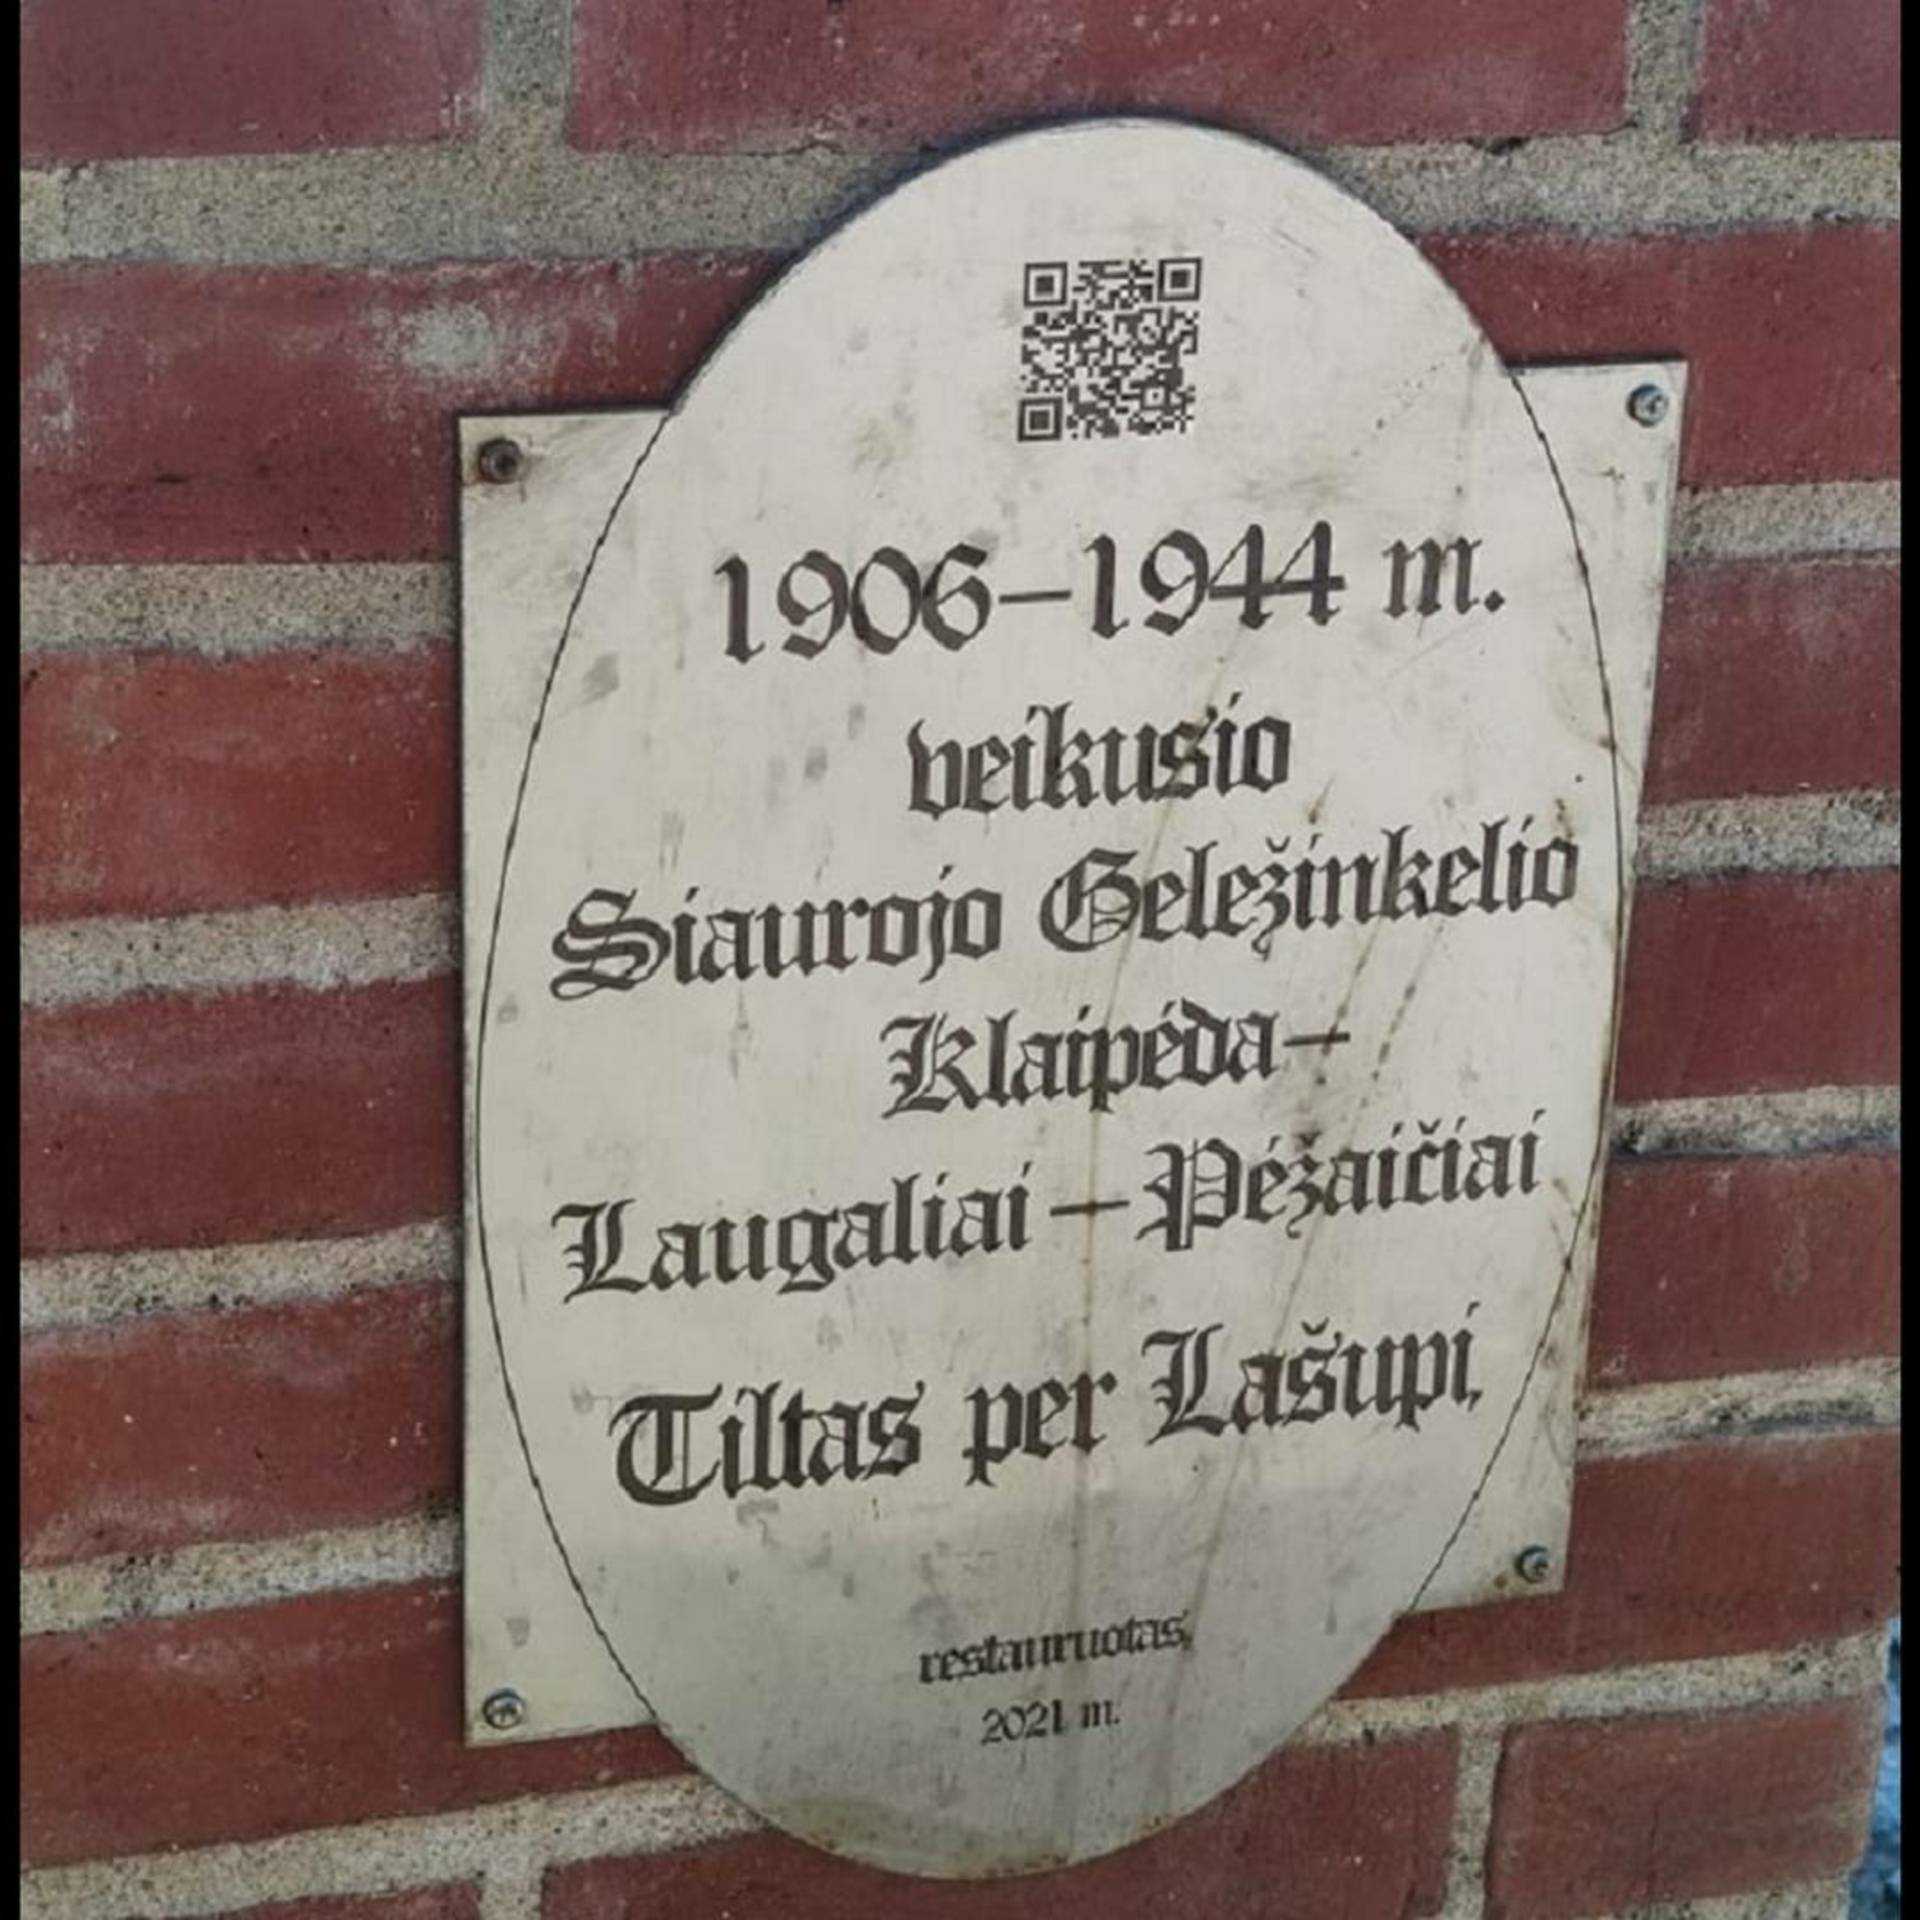 1906–1944 m.
veikusio
Siaurojo Geležinkelio
Klaipėda–
Laugaliai – Pėžaičiai
Tiltas per Lašupį,
restauruotas,
2021 m.